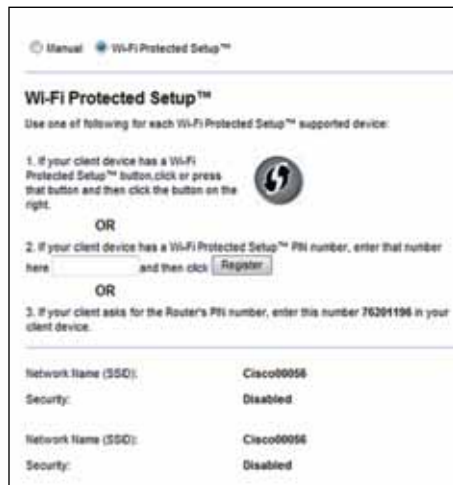 Manual Wi-Fi Protected Setup™
Wi-Fi Protected Setup™
Use one of following for each Wi-Fi Protected Setup™ supported device:
1. If your client device has a Wi-Fi
Protected Setup™ button,click or press
that button and then click the button on the
right.
OR
2. If your client device has a Wi-Fi Protected Setup™ PIN number, enter that number
here and then click Register
OR
3. If your client asks for the Router's PIN number, enter this number 76201196 in your
client device.
Network Name (SSID): Cisco00056
Security: Disabled
Network Name (SSID): Cisco00056
Security: Disabled